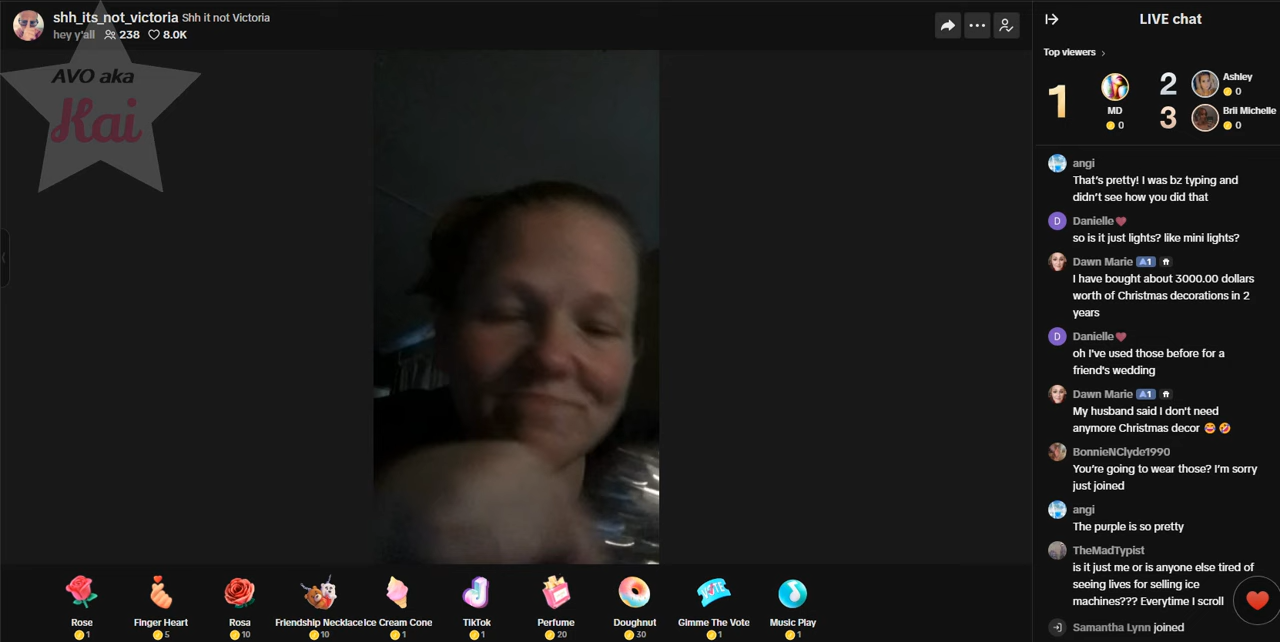 shh_its_not_victoria Shh it not Victoria
hey y'all 238 8.0K
AVO aka
Kai
LIVE chat
Top viewers
1
MD
0
2
Ashley
0
3
Brii Michelle
0
angi
That's pretty! I was bz typing and
didn't see how you did that
D
Danielle
so is it just lights? like mini lights?
Dawn Marie 1
I have bought about 3000.00 dollars
worth of Christmas decorations in 2
years
D
Danielle
oh I've used those before for a
friend's wedding
Dawn Marie 1
My husband said I don't need
anymore Christmas decor 🤩 🤣
BonnieNClyde1990
You're going to wear those? I'm sorry
just joined
angi
The purple is so pretty
TheMadTypist
is it just me or is anyone else tired of
seeing lives for selling ice
machines??? Everytime I scroll
Samantha Lynn joined
VOTE
Rose Finger Heart Rosa Friendship Necklace Ice Cream Cone TikTok Perfume Doughnut Gimme The Vote Music Play
1 5 10 10 1 1 20 30 1 1